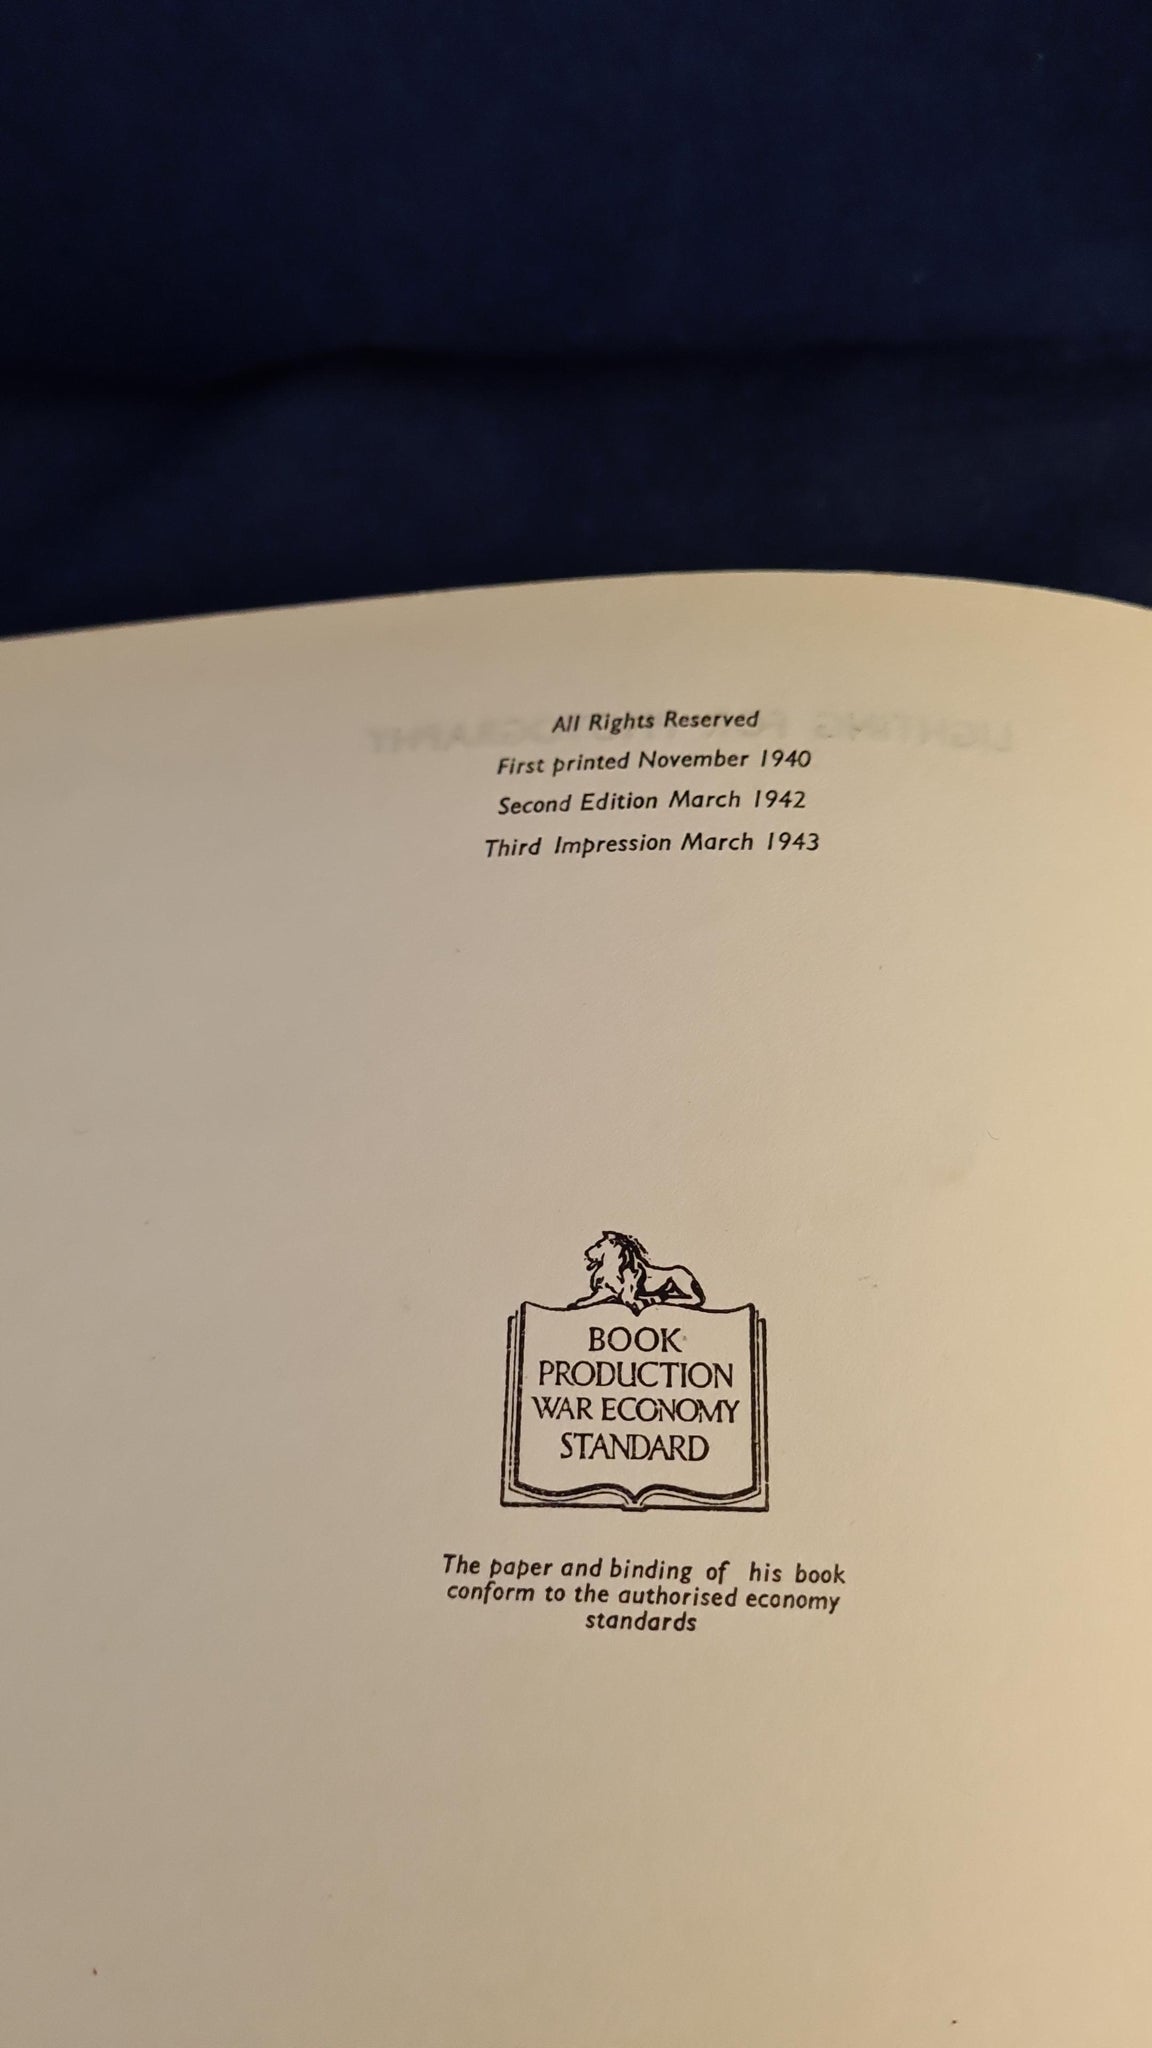 All Rights Reserved
First printed November 1940
Second Edition March 1942
Third Impression March 1943
BOOK
PRODUCTION
WAR ECONOMY
STANDARD
The paper and binding of his book
conform to the authorised economy
standards